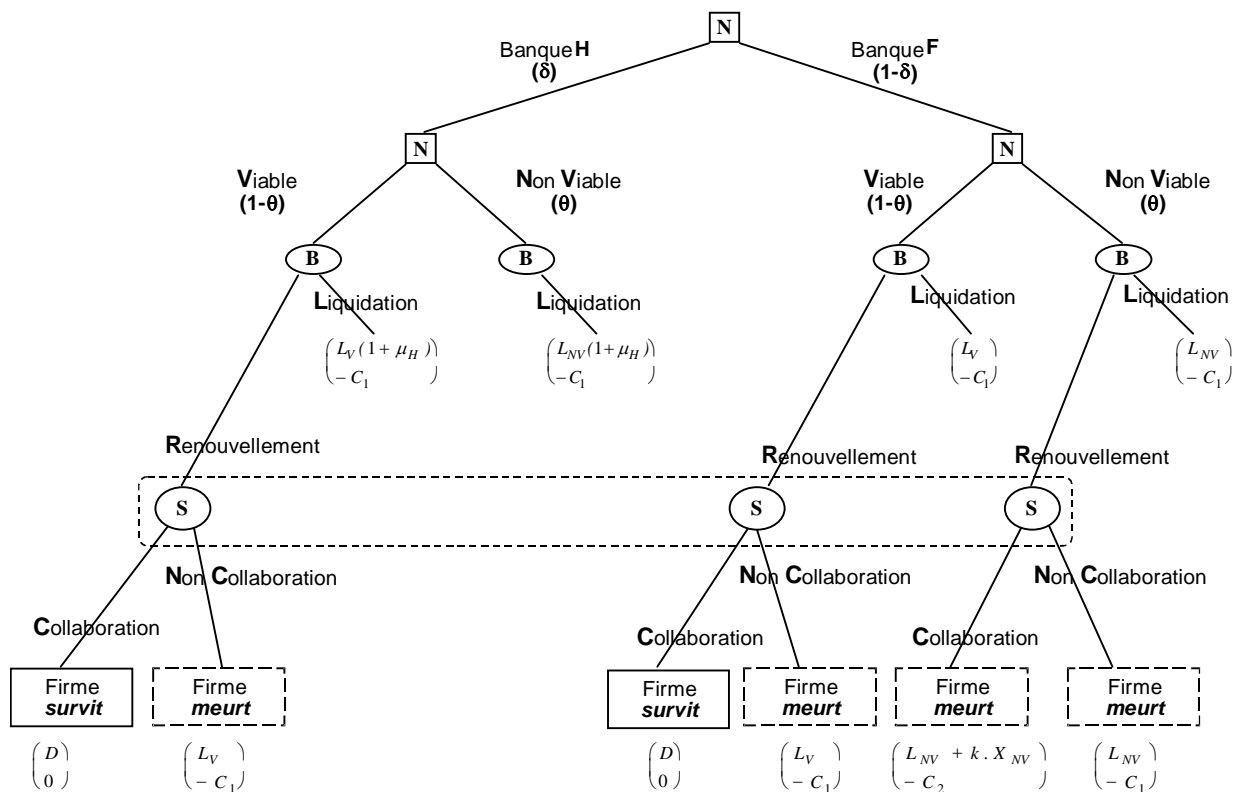 N
Banque H
(δ)
Banque F
(1-δ)
N
N
Viable
(1-θ)
Non Viable
(θ)
Viable
(1-θ)
Non Viable
(θ)
B
B
B
B
Liquidation
Liquidation
Liquidation
Liquidation
L_V(1+ μ_H)
− C_1
L_NV(1+ μ_H)
− C_1
L_V
− C_1
L_NV
− C_1
Renouvellement
Renouvellement
Renouvellement
S
S
S
Non Collaboration
Non Collaboration
Non Collaboration
Collaboration
Collaboration
Collaboration
Firme
survit
Firme
meurt
Firme
survit
Firme
meurt
Firme
meurt
Firme
meurt
D
0
L_V
− C_1
D
0
L_V
− C_1
L_NV + k . X_NV
− C_2
L_NV
− C_1